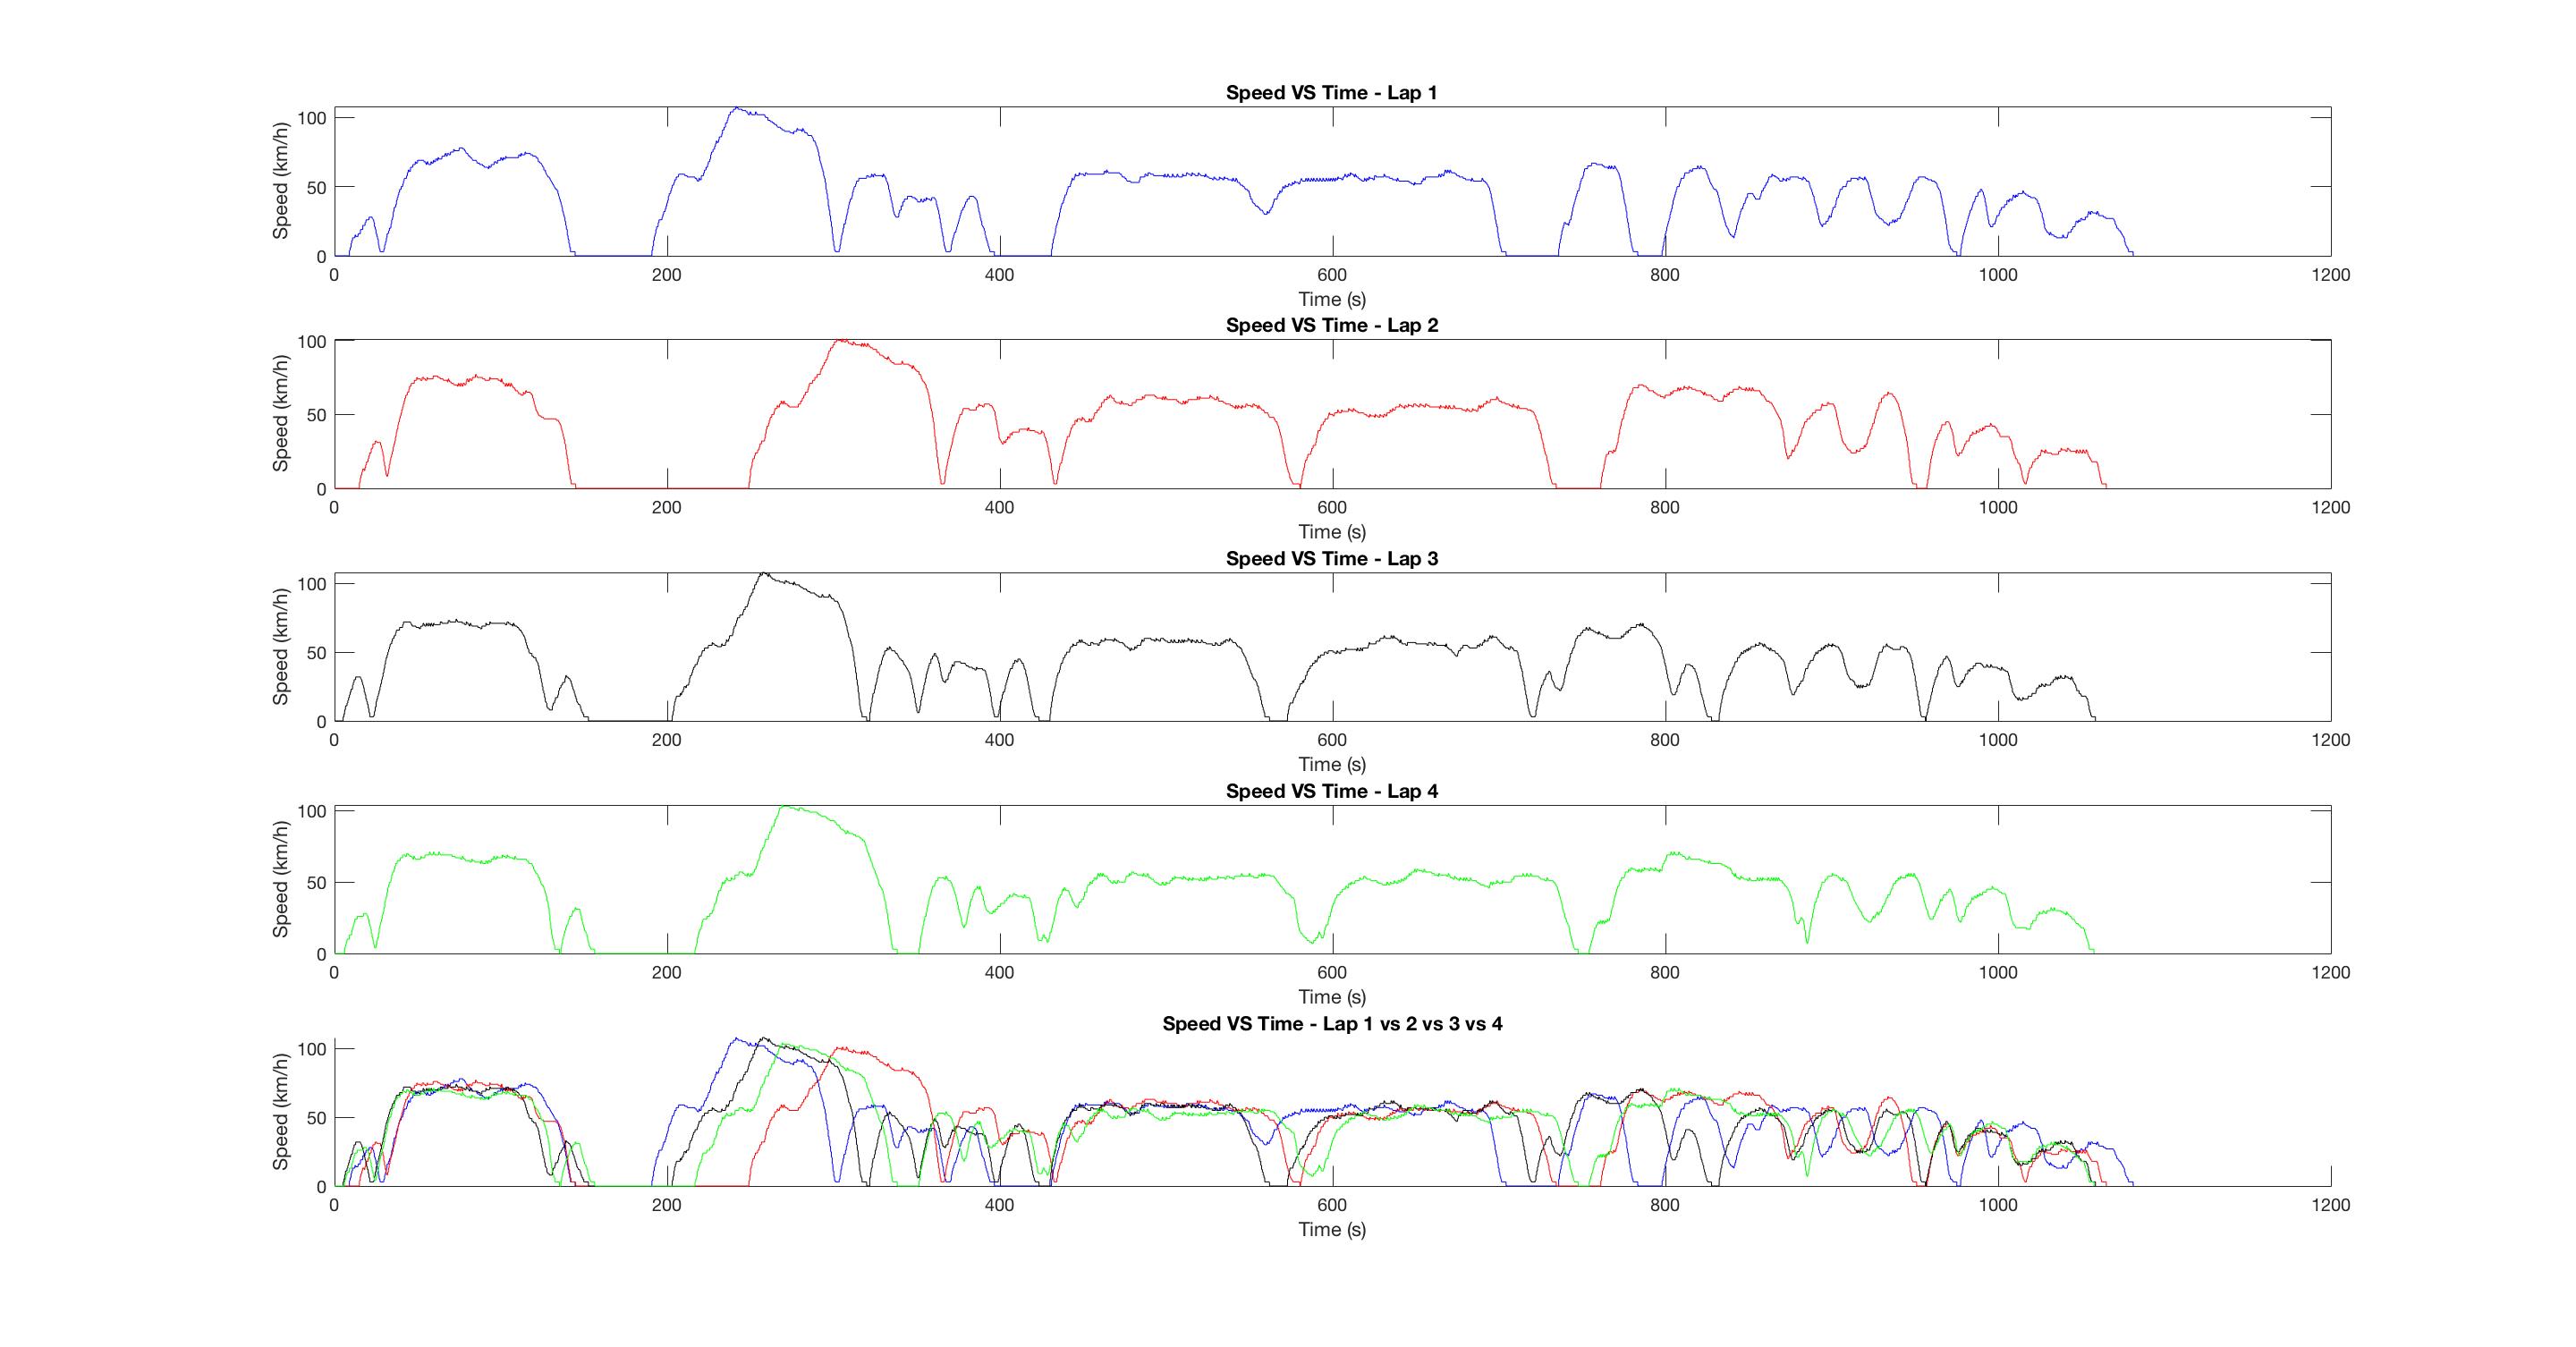 Speed VS Time - Lap 1
Speed (km/h)
100
50
0
0 200 400 600 800 1000 1200
Time (s)
Speed VS Time - Lap 2
Speed (km/h)
100
50
0
0 200 400 600 800 1000 1200
Time (s)
Speed VS Time - Lap 3
Speed (km/h)
100
50
0
0 200 400 600 800 1000 1200
Time (s)
Speed VS Time - Lap 4
Speed (km/h)
100
50
0
0 200 400 600 800 1000 1200
Time (s)
Speed VS Time - Lap 1 vs 2 vs 3 vs 4
Speed (km/h)
100
50
0
0 200 400 600 800 1000 1200
Time (s)